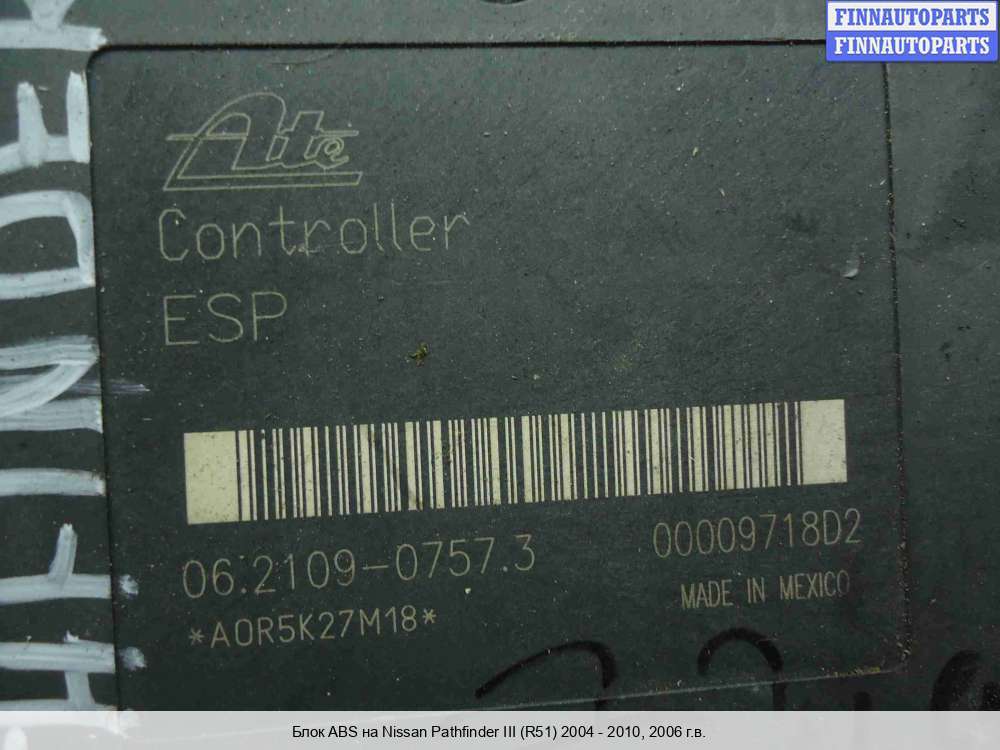 FINNAUTOPARTS
FINNAUTOPARTS
Ate
Controller
ESP
06.2109-0757.3
00009718D2
*A0R5K27M18*
MADE IN MEXICO
Блок ABS на Nissan Pathfinder III (R51) 2004 - 2010, 2006 г.в.